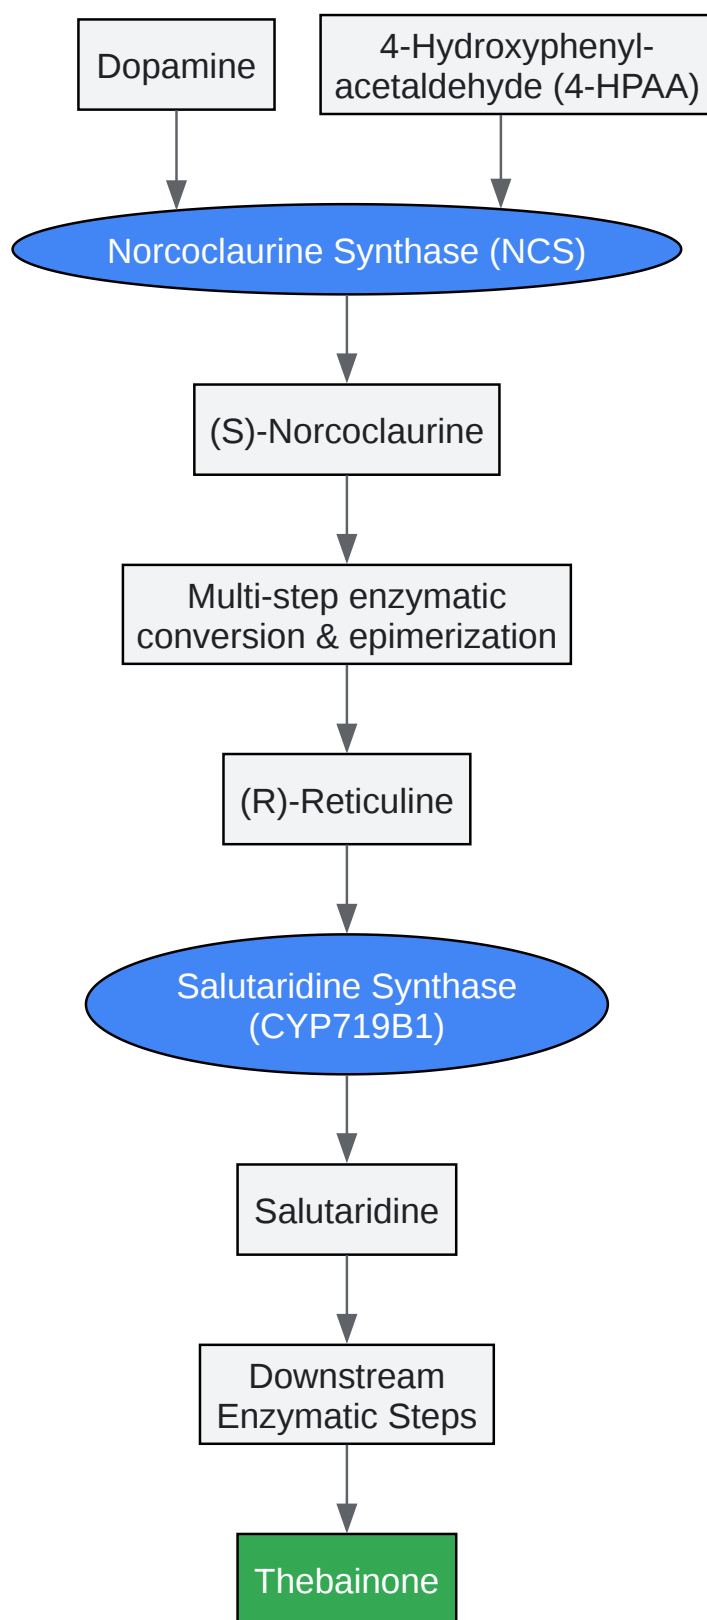 Dopamine
4-Hydroxyphenyl-
acetaldehyde (4-HPAA)
Norcoclaurine Synthase (NCS)
(S)-Norcoclaurine
Multi-step enzymatic
conversion & epimerization
(R)-Reticuline
Salutaridine Synthase
(CYP719B1)
Salutaridine
Downstream
Enzymatic Steps
Thebainone